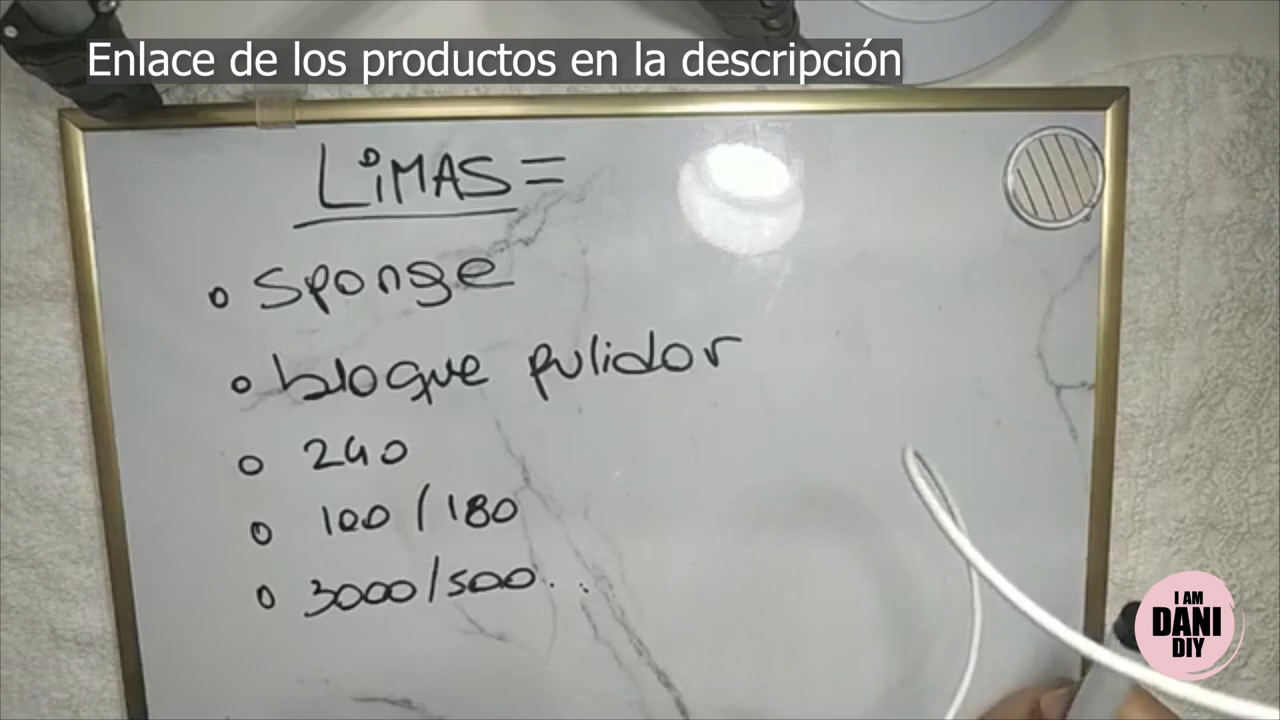 Enlace de los productos en la descripción
LiMAS=
• Sponge
• bloque pulidor
• 240
• 100/180
• 3000/500...
I AM
DANI
DIY